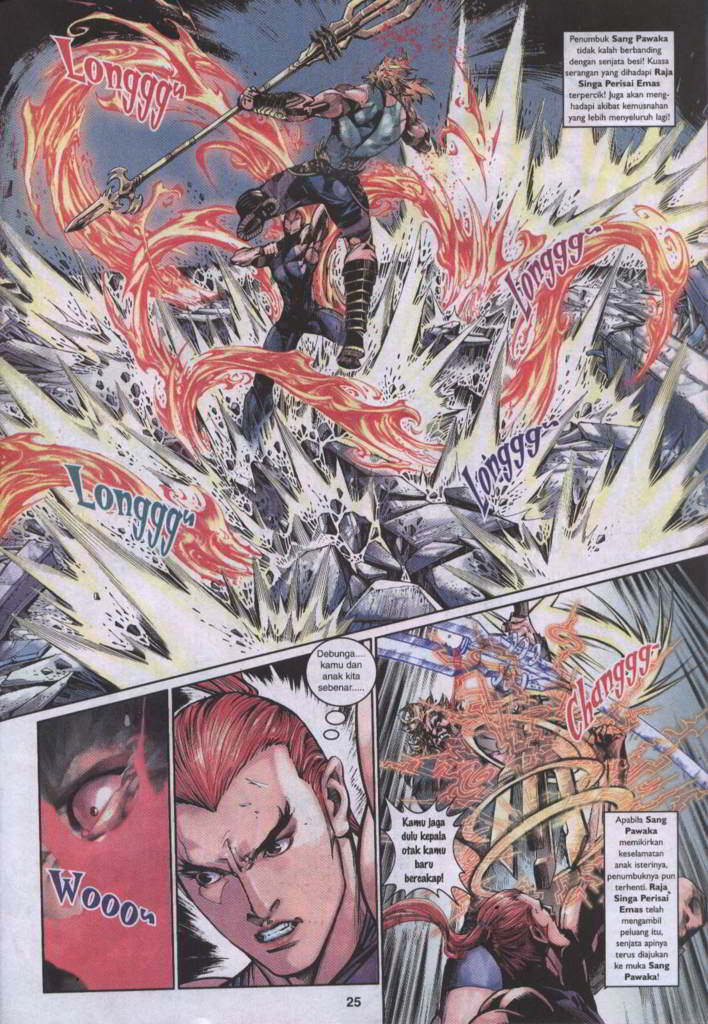 Longgg~
Penumbuk Sang Pawaka
tidak kalah berbanding
dengan senjata besi! Kuasa
serangan yang dihadapi Raja
Singa Perisai Emas
tepercik! Juga akan meng-
hadapi akibat kemusnahan
yang lebih menyeluruh lagi!
Longgg~
Longgg~
Longgg~
Wooo~
Debunga....
kamu dan
anak kita
sebenar.....
Changgg~
Kamu jaga
dulu kepala
otak kamu
baru
bercakap!
Apabila Sang
Pawaka
memikirkan
keselamatan
anak isterinya,
penumbuknya pun
terhenti. Raja
Singa Perisai
Emas telah
mengambil
peluang itu,
senjata apinya
terus diajukan
ke muka Sang
Pawaka!
25